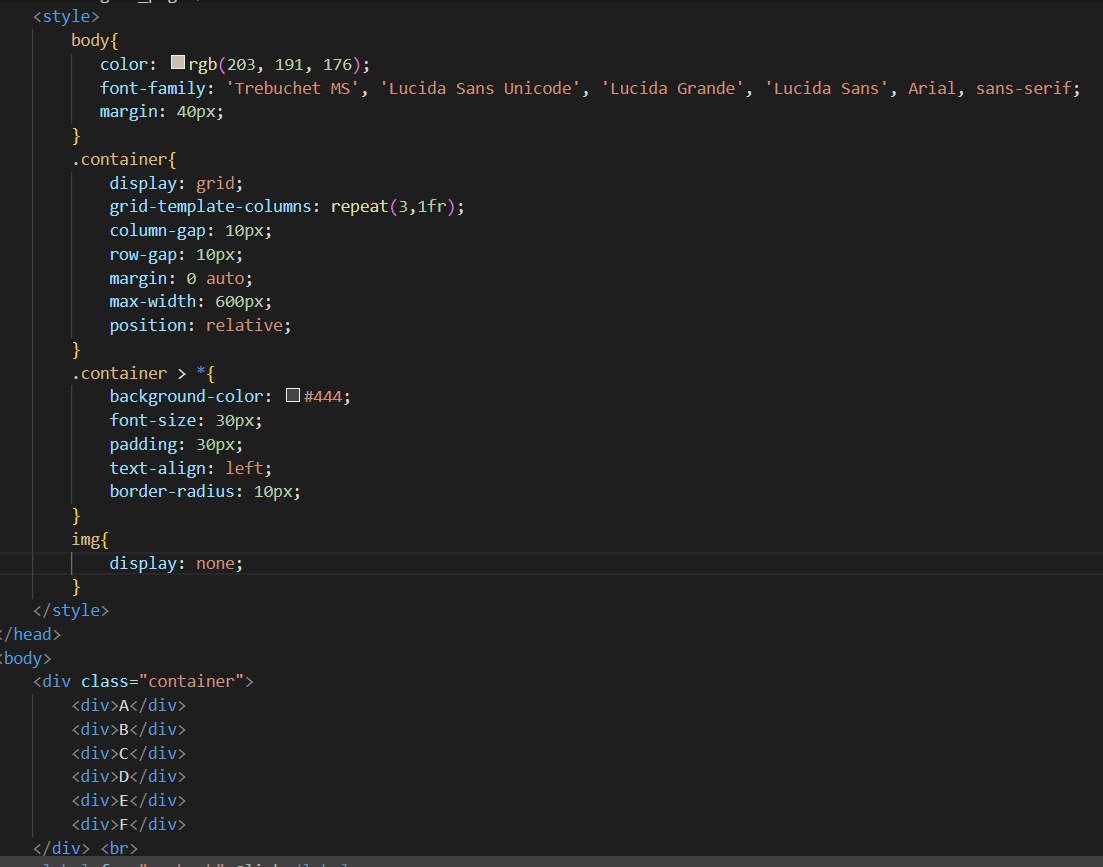 <style>
body{
color: rgb(203, 191, 176);
font-family: 'Trebuchet MS', 'Lucida Sans Unicode', 'Lucida Grande', 'Lucida Sans', Arial, sans-serif;
margin: 40px;
}
.container{
display: grid;
grid-template-columns: repeat(3,1fr);
column-gap: 10px;
row-gap: 10px;
margin: 0 auto;
max-width: 600px;
position: relative;
}
.container > *{
background-color: #444;
font-size: 30px;
padding: 30px;
text-align: left;
border-radius: 10px;
}
img{
display: none;
}
</style>
</head>
<body>
<div class="container">
<div>A</div>
<div>B</div>
<div>C</div>
<div>D</div>
<div>E</div>
<div>F</div>
</div> <br>